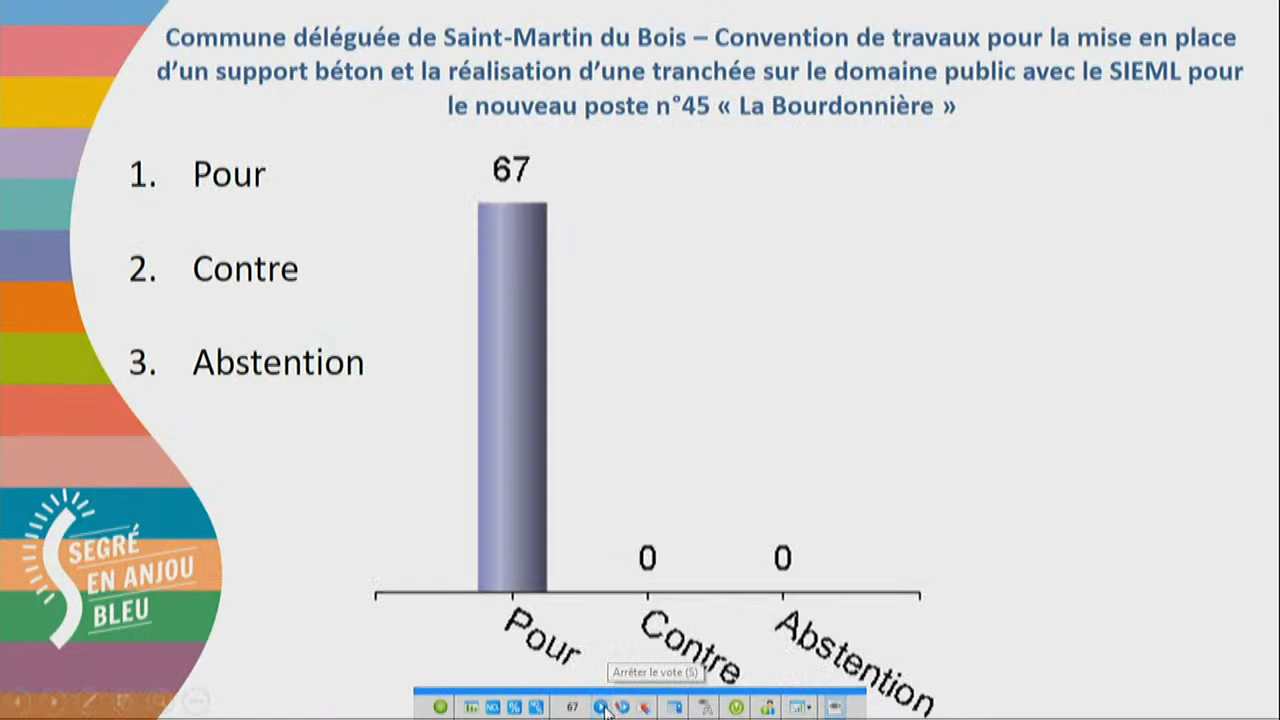 Commune déléguée de Saint-Martin du Bois – Convention de travaux pour la mise en place
d'un support béton et la réalisation d'une tranchée sur le domaine public avec le SIEML pour
le nouveau poste n°45 « La Bourdonnière »
1. Pour
2. Contre
3. Abstention
67
0
0
Pour
Contre
Abstention
SEGRÉ
EN ANJOU
BLEU
Arrêter le vote (5)
67